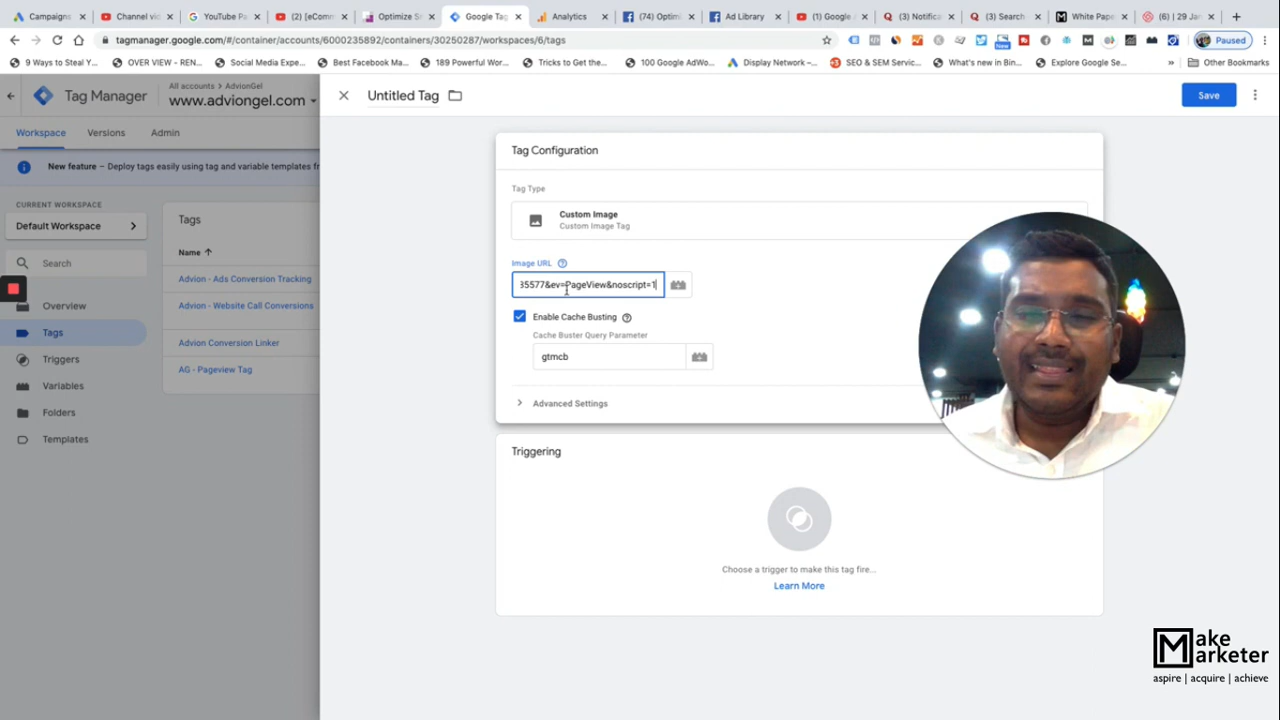 Campaigns
Channel vi
YouTube Pa
(2) [eComm
Optimize S
Google Tag
Analytics
(74) Optimi
Ad Library
(1) Google
(3) Notifica
(3) Search
White Pape
(6) | 29 Jan
tagmanager.google.com/#/container/accounts/6000235892/containers/30250287/workspaces/6/tags
New
Paused
9 Ways to Steal Y...
OVER VIEW - REN...
Social Media Expe...
Best Facebook Ma...
189 Powerful Wor...
Tricks to Get the...
100 Google AdWo...
Display Network –...
SEO & SEM Servic...
What's new in Bin...
Explore Google Se...
»
Other Bookmarks
Tag Manager
All accounts > AdvionGel
www.adviongel.com
Untitled Tag
Save
Workspace
Versions
Admin
New feature – Deploy tags easily using tag and variable templates f
CURRENT WORKSPACE
Default Workspace
Search
Overview
Tags
Triggers
Variables
Folders
Templates
Tags
Name
Advion - Ads Conversion Tracking
Advion - Website Call Conversions
Advion Conversion Linker
AG - Pageview Tag
Tag Configuration
Tag Type
Custom Image
Custom Image Tag
Image URL
35577&ev=PageView&noscript=1
Enable Cache Busting
Cache Buster Query Parameter
gtmcb
Advanced Settings
Triggering
Choose a trigger to make this tag fire...
Learn More
Make
Marketer
aspire | acquire | achieve